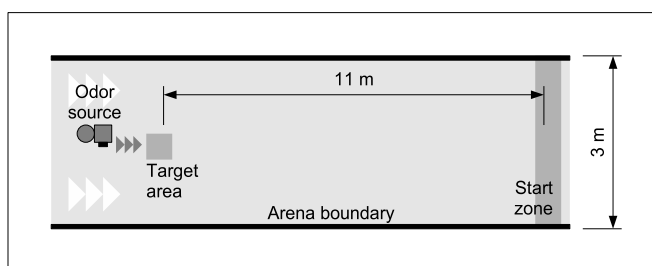 11 m
Odor
source
Target
area
Start
zone
Arena boundary
3 m